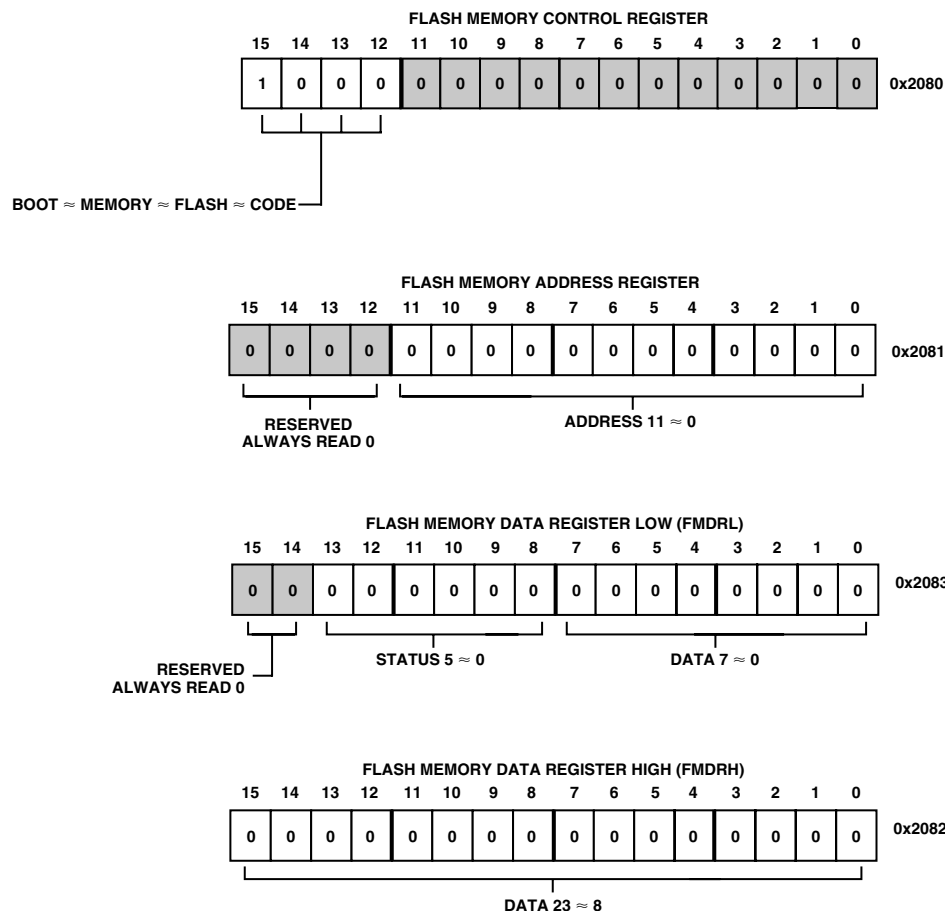 FLASH MEMORY CONTROL REGISTER
15 14 13 12 11 10 9 8 7 6 5 4 3 2 1 0
1 0 0 0 0 0 0 0 0 0 0 0 0 0 0 0 0x2080
BOOT ≈ MEMORY ≈ FLASH ≈ CODE
FLASH MEMORY ADDRESS REGISTER
15 14 13 12 11 10 9 8 7 6 5 4 3 2 1 0
0 0 0 0 0 0 0 0 0 0 0 0 0 0 0 0 0x2081
RESERVED
ALWAYS READ 0
ADDRESS 11 ≈ 0
FLASH MEMORY DATA REGISTER LOW (FMDRL)
15 14 13 12 11 10 9 8 7 6 5 4 3 2 1 0
0 0 0 0 0 0 0 0 0 0 0 0 0 0 0 0 0x2083
RESERVED
ALWAYS READ 0
STATUS 5 ≈ 0
DATA 7 ≈ 0
FLASH MEMORY DATA REGISTER HIGH (FMDRH)
15 14 13 12 11 10 9 8 7 6 5 4 3 2 1 0
0 0 0 0 0 0 0 0 0 0 0 0 0 0 0 0 0x2082
DATA 23 ≈ 8